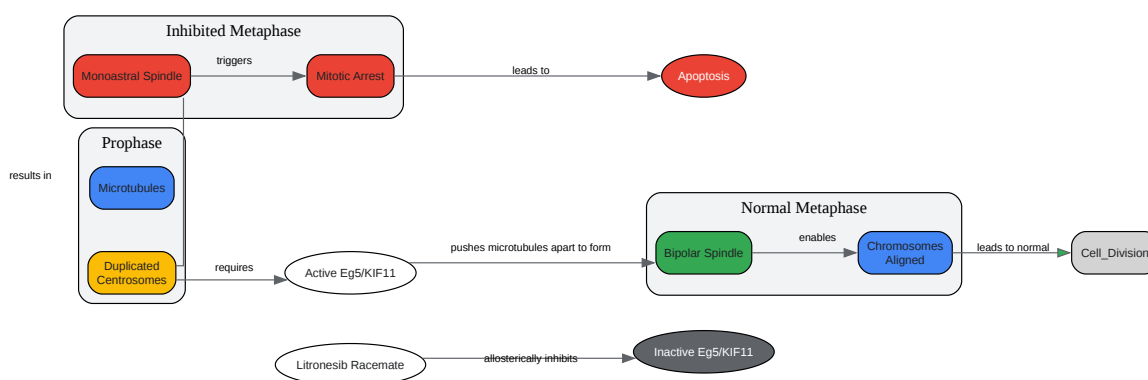 Inhibited Metaphase
Monoastral Spindle
triggers
Mitotic Arrest
leads to
Apoptosis
Prophase
Microtubules
results in
Duplicated
Centrosomes
requires
Active Eg5/KIF11
pushes microtubules apart to form
Normal Metaphase
Bipolar Spindle
enables
Chromosomes
Aligned
leads to normal
Cell_Division
Litronesib Racemate
allosterically inhibits
Inactive Eg5/KIF11